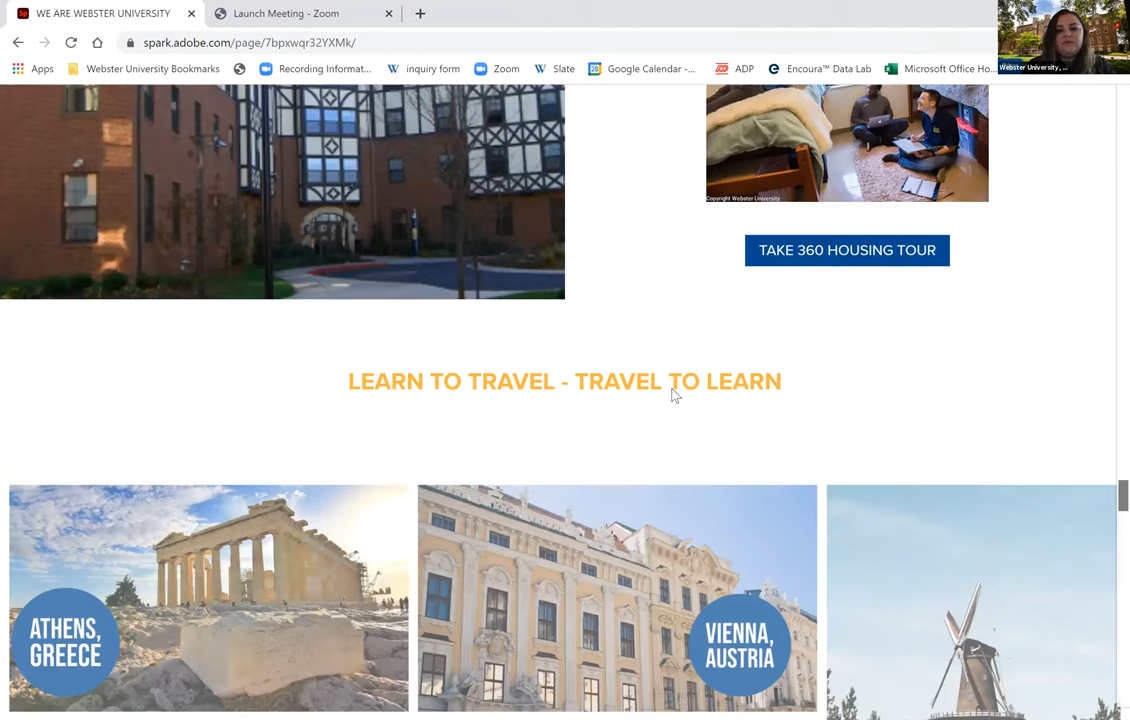 WE ARE WEBSTER UNIVERSITY
Launch Meeting - Zoom
spark.adobe.com/page/7bpxwqr32YXMk/
Apps
Webster University Bookmarks
Recording Informat...
inquiry form
Zoom
Slate
Google Calendar -...
ADP
Encoura™ Data Lab
Microsoft Office Ho...
Webster University, ...
Copyright Webster University
TAKE 360 HOUSING TOUR
LEARN TO TRAVEL - TRAVEL TO LEARN
ATHENS,
GREECE
VIENNA,
AUSTRIA